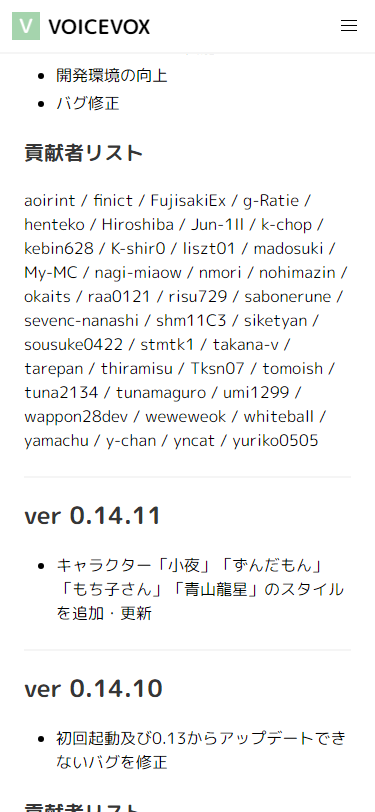 V VOICEVOX
開発環境の向上
バグ修正
貢献者リスト
aoirint / finict / FujisakiEx / g-Ratie /
henteko / Hiroshiba / Jun-1Il / k-chop /
kebin628 / K-shir0 / liszt01 / madosuki /
My-MC / nagi-miaow / nmori / nohimazin /
okaits / raa0121 / risu729 / sabonerune /
sevenc-nanashi / shm11C3 / siketyan /
sousuke0422 / stmtk1 / takana-v /
tarepan / thiramisu / Tksn07 / tomoish /
tuna2134 / tunamaguro / umi1299 /
wappon28dev / weweweok / whiteball /
yamachu / y-chan / yncat / yuriko0505
ver 0.14.11
キャラクター「小夜」「ずんだもん」
「もち子さん」「青山龍星」のスタイル
を追加・更新
ver 0.14.10
初回起動及び0.13からアップデートでき
ないバグを修正
貢献者リスト